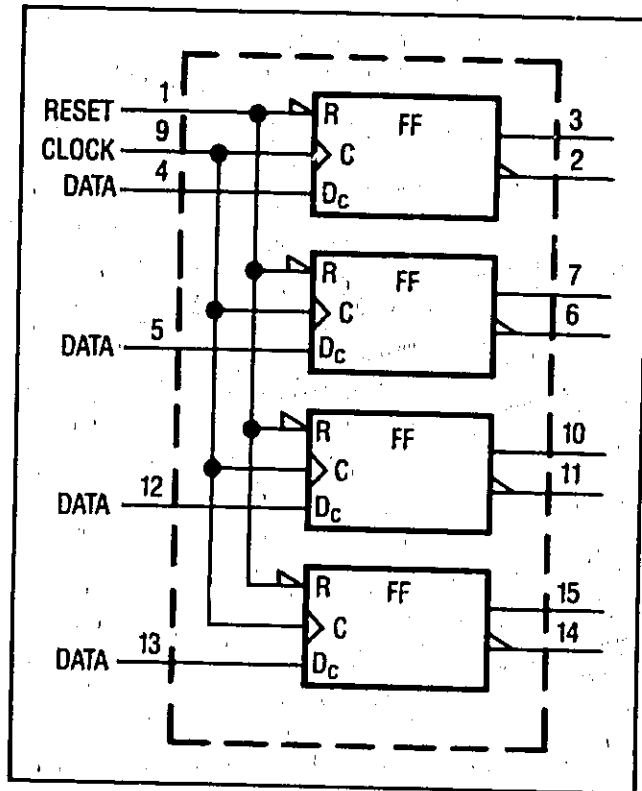 RESET 1 R FF 3
CLOCK 9 C 2
DATA 4 Dc
R FF 7
C 6
DATA 5 Dc
R FF 10
C 11
DATA 12 Dc
R FF 15
C 14
DATA 13 Dc